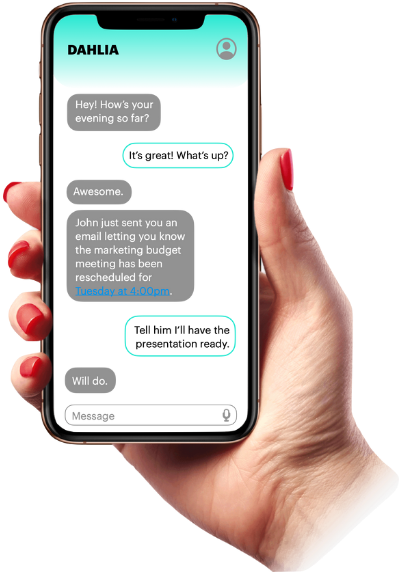 DAHLIA
Hey! How's your
evening so far?
It's great! What's up?
Awesome.
John just sent you an
email letting you know
the marketing budget
meeting has been
rescheduled for
Tuesday at 4:00pm.
Tell him I'll have the
presentation ready.
Will do.
Message